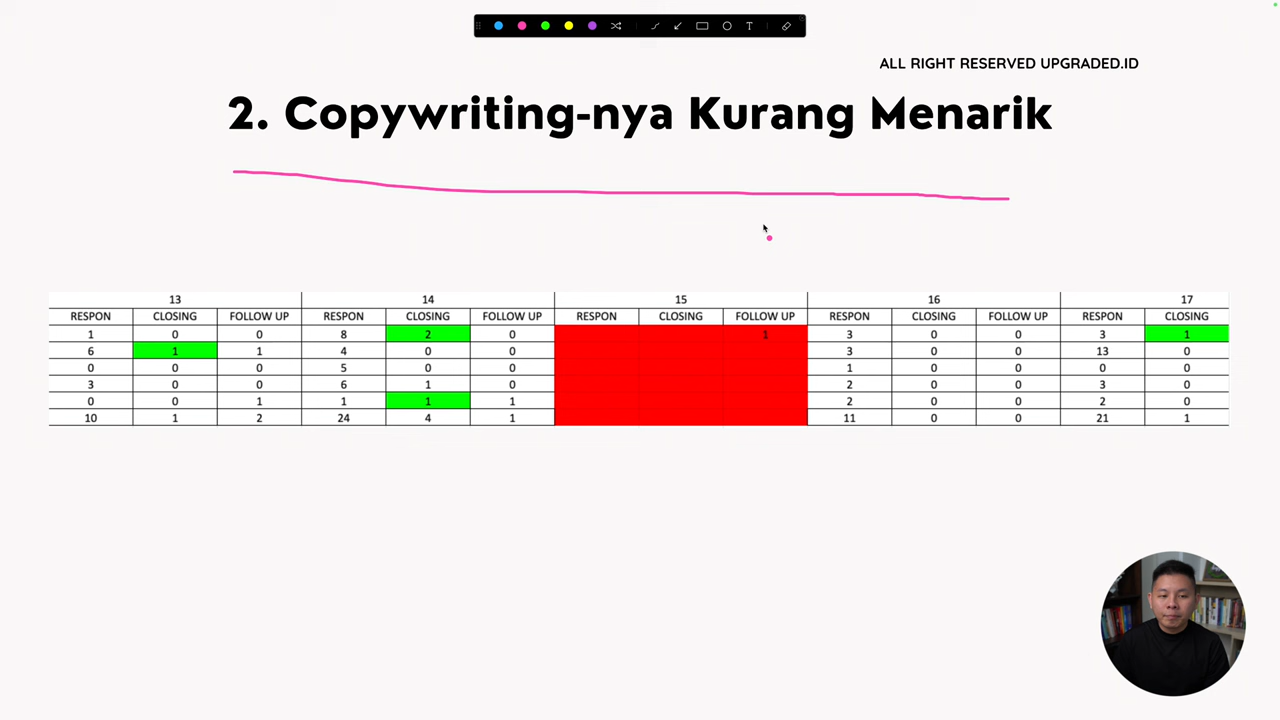 T
ALL RIGHT RESERVED UPGRADED.ID
2. Copywriting-nya Kurang Menarik
13 14 15 16 17
RESPON CLOSING FOLLOW UP RESPON CLOSING FOLLOW UP RESPON CLOSING FOLLOW UP RESPON CLOSING FOLLOW UP RESPON CLOSING
1 0 0 8 2 0 1 3 0 0 3 1
6 1 1 4 0 0 3 0 0 13 0
0 0 0 5 0 0 1 0 0 3 0
3 0 0 6 1 0 2 0 0 3 0
0 0 1 1 1 1 2 0 0 2 0
10 1 2 24 4 1 11 0 0 21 1